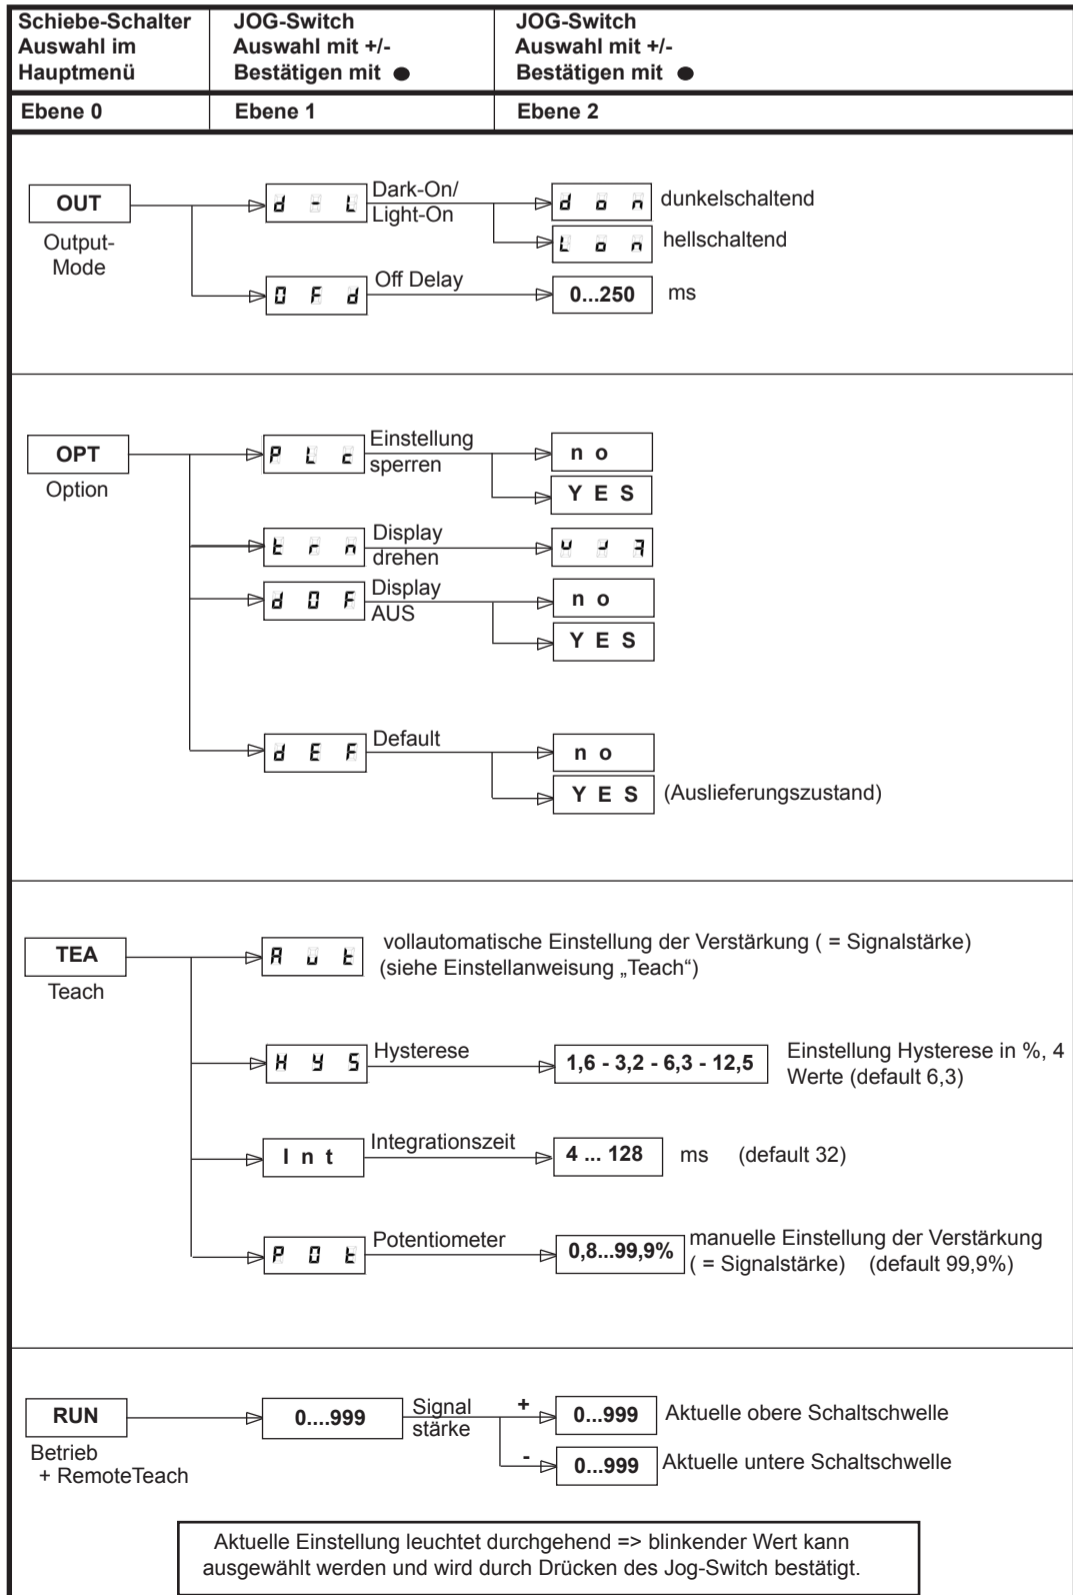 Schiebe-Schalter
Auswahl im
Hauptmenü
JOG-Switch
Auswahl mit +/-
Bestätigen mit ●
JOG-Switch
Auswahl mit +/-
Bestätigen mit ●
Ebene 0
Ebene 1
Ebene 2
OUT
Output-
Mode
d - L
Dark-On/
Light-On
d o n
dunkelschaltend
L o n
hellschaltend
O F d
Off Delay
0...250
ms
OPT
Option
P L c
Einstellung
sperren
n o
Y E S
t r n
Display
drehen
d O F
Display
AUS
n o
Y E S
d E F
Default
n o
Y E S
(Auslieferungszustand)
TEA
Teach
A u t
vollautomatische Einstellung der Verstärkung ( = Signalstärke)
(siehe Einstellanweisung „Teach“)
H Y S
Hysterese
1,6 - 3,2 - 6,3 - 12,5
Einstellung Hysterese in %, 4
Werte (default 6,3)
I n t
Integrationszeit
4 ... 128
ms (default 32)
P O t
Potentiometer
0,8...99,9%
manuelle Einstellung der Verstärkung
( = Signalstärke) (default 99,9%)
RUN
Betrieb
+ RemoteTeach
0....999
Signal
stärke
+
0...999
Aktuelle obere Schaltschwelle
-
0...999
Aktuelle untere Schaltschwelle
Aktuelle Einstellung leuchtet durchgehend => blinkender Wert kann
ausgewählt werden und wird durch Drücken des Jog-Switch bestätigt.